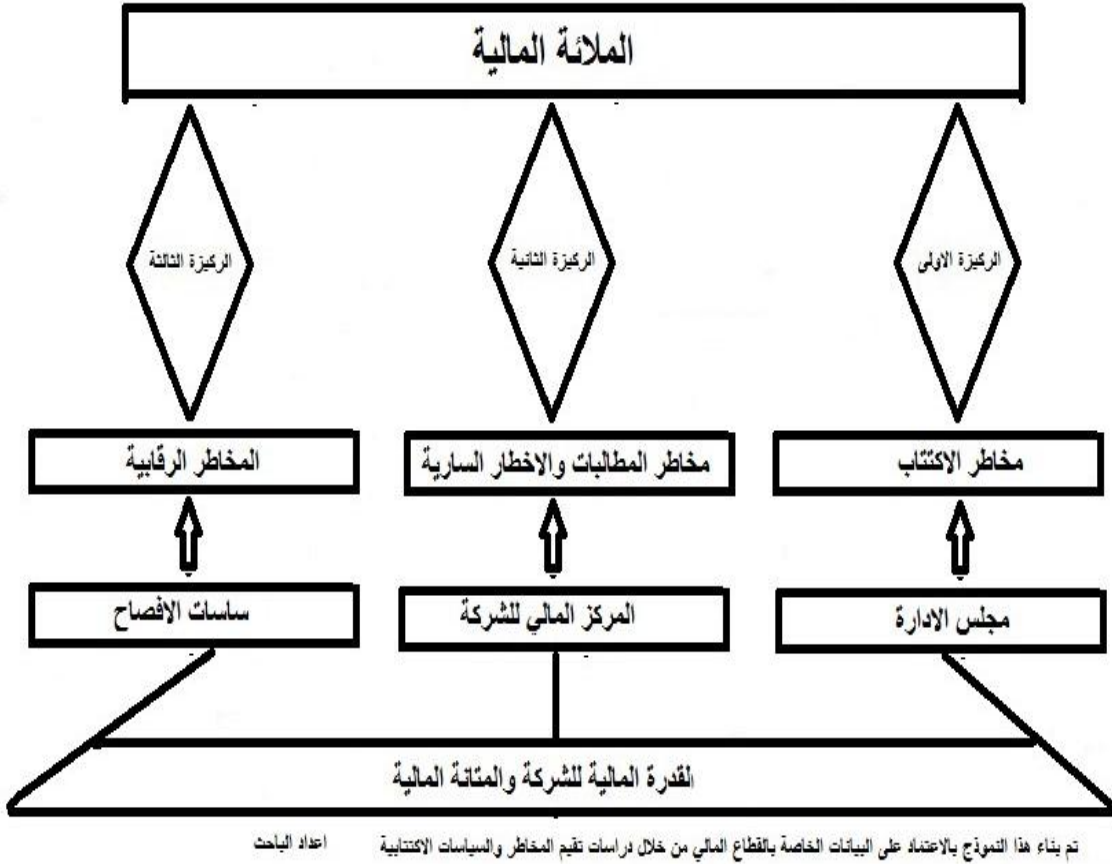 الملائة المالية
الركيزة الاولى
الركيزة الثانية
الركيزة الثالثة
مخاطر الاكتتاب
مخاطر المطالبات والاخطار السارية
المخاطر الرقابية
مجلس الادارة
المركز المالي للشركة
ساسات الافصاح
لقدرة المالية للشركة والمتانة المالية
تم بناء هذا النموذج بالاعتماد على البيانات الخاصة بالقطاع المالي من خلال دراسات تقيم المخاطر والسياسات الاكتتابية اعداد الباحث